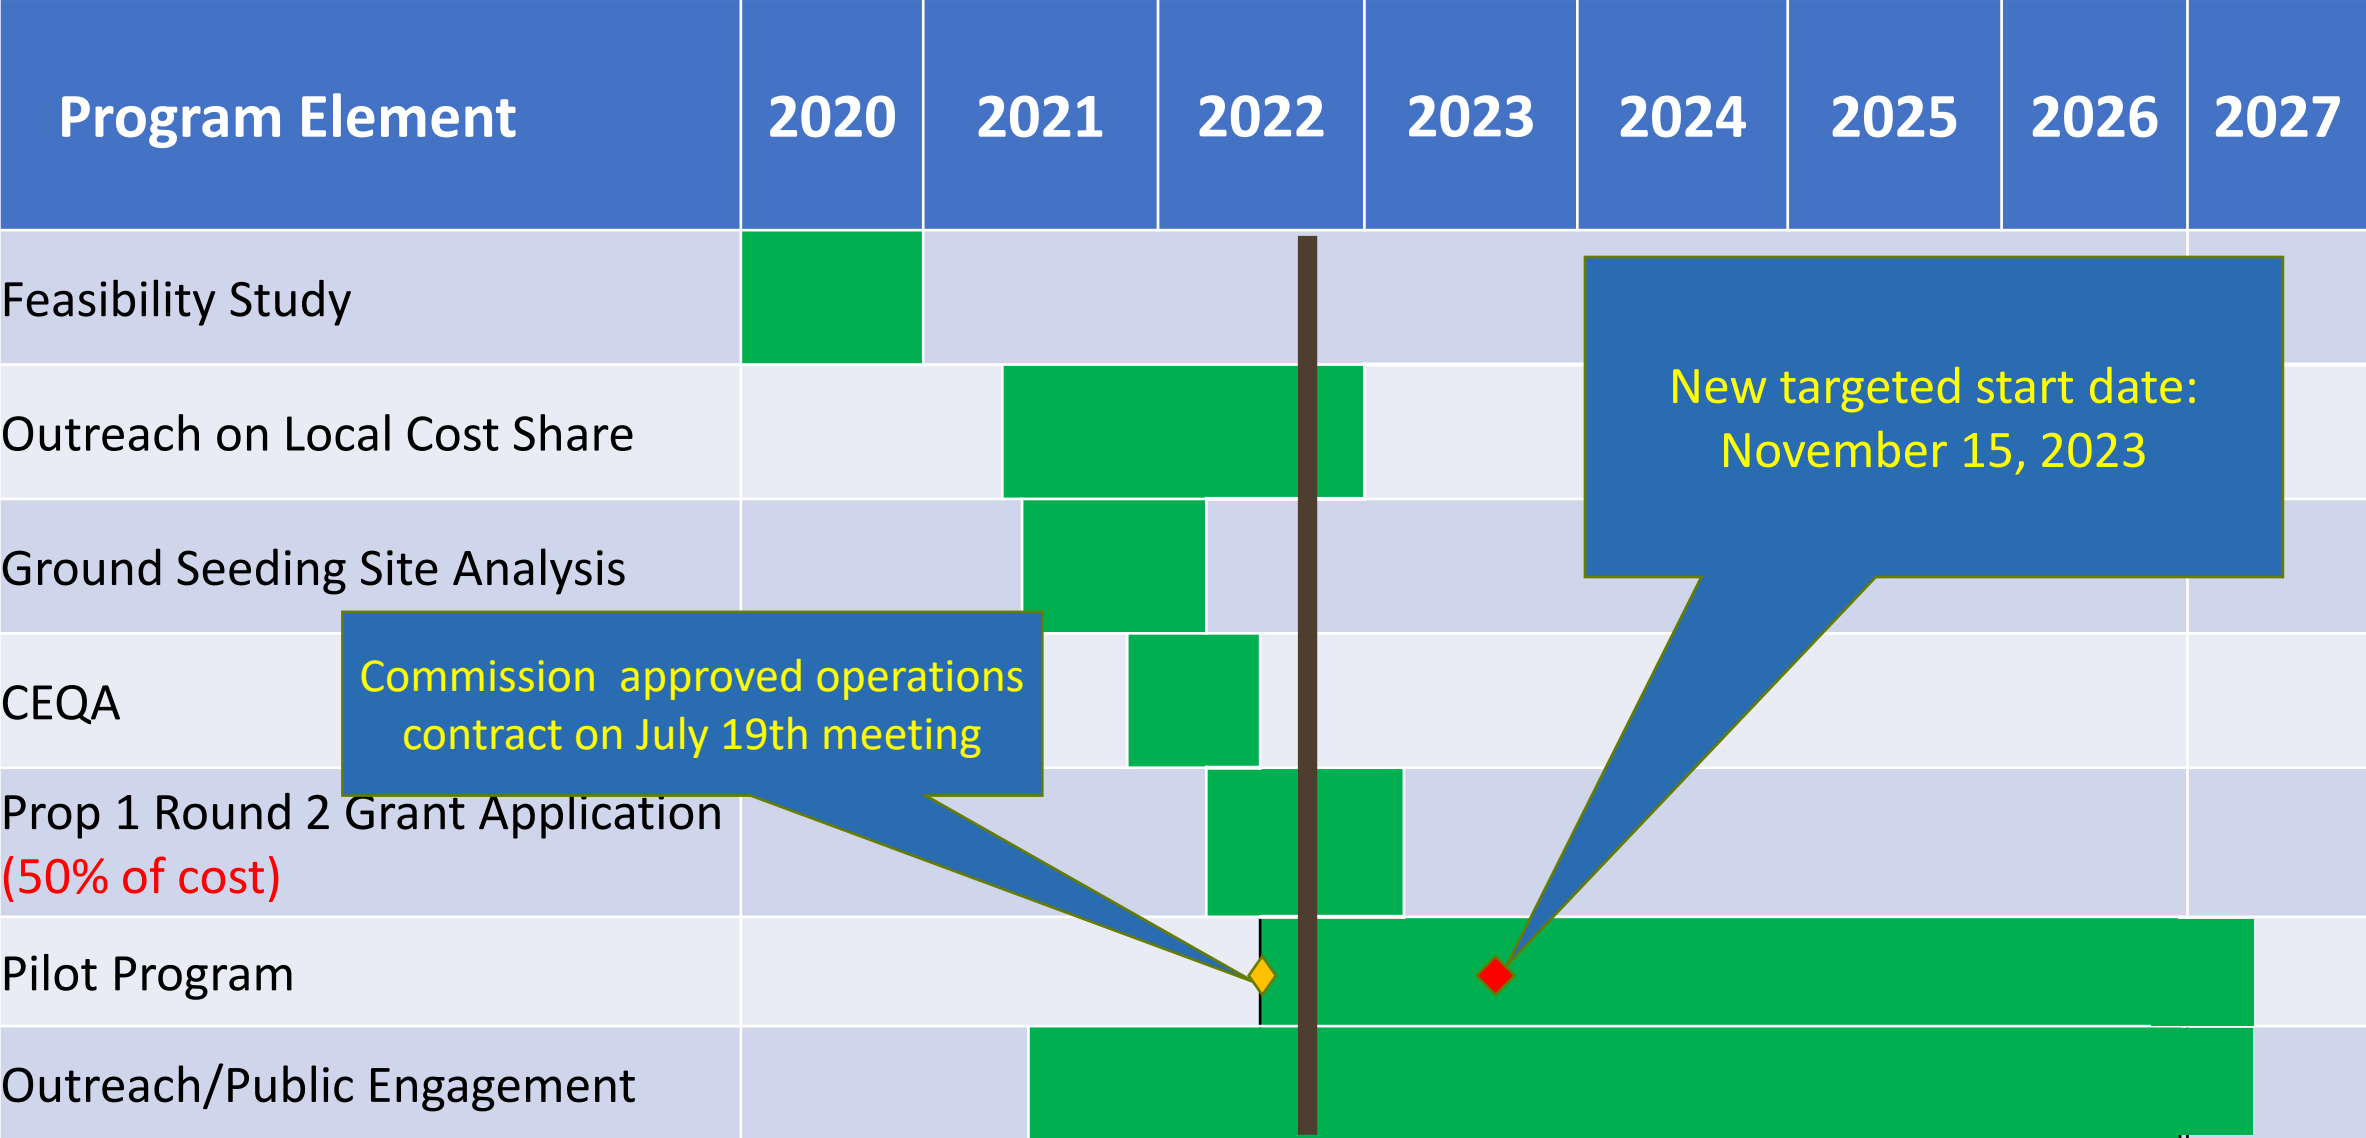 Program Element 2020 2021 2022 2023 2024 2025 2026 2027
Feasibility Study
New targeted start date:
November 15, 2023
Outreach on Local Cost Share
Ground Seeding Site Analysis
Commission approved operations
contract on July 19th meeting
CEQA
Prop 1 Round 2 Grant Application
(50% of cost)
Pilot Program
Outreach/Public Engagement